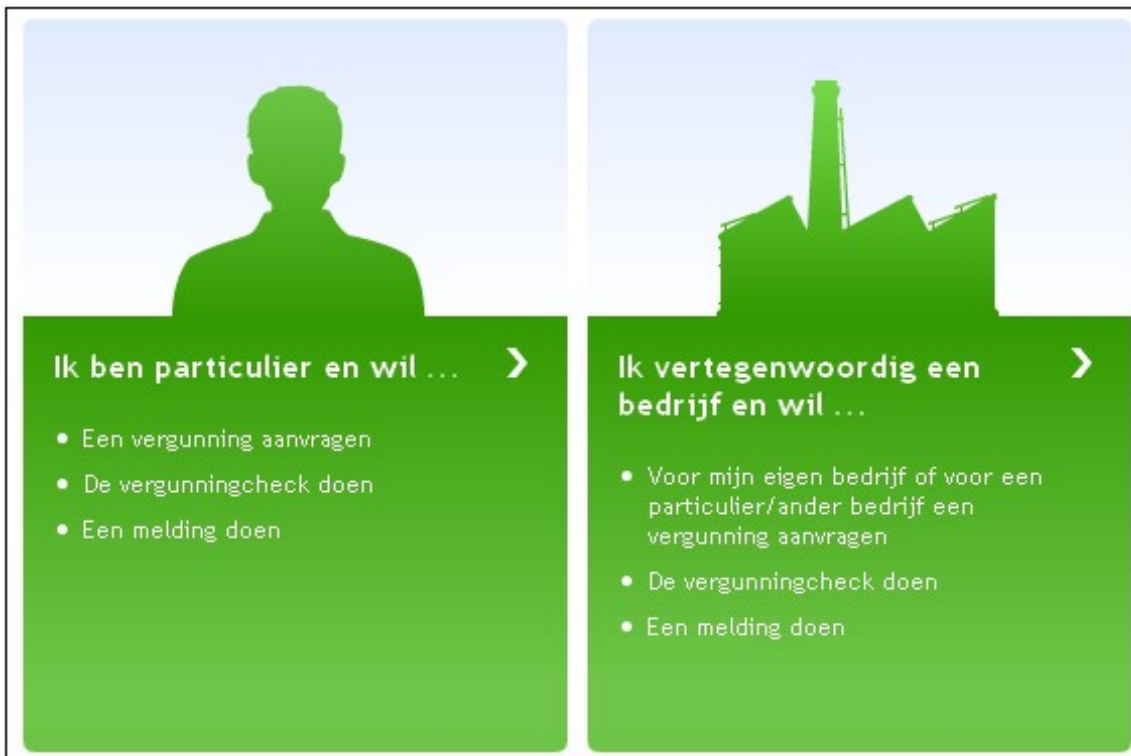 Ik ben particulier en wil ...
• Een vergunning aanvragen
• De vergunningcheck doen
• Een melding doen
Ik vertegenwoordig een
bedrijf en wil ...
• Voor mijn eigen bedrijf of voor een
particulier/ander bedrijf een
vergunning aanvragen
• De vergunningcheck doen
• Een melding doen